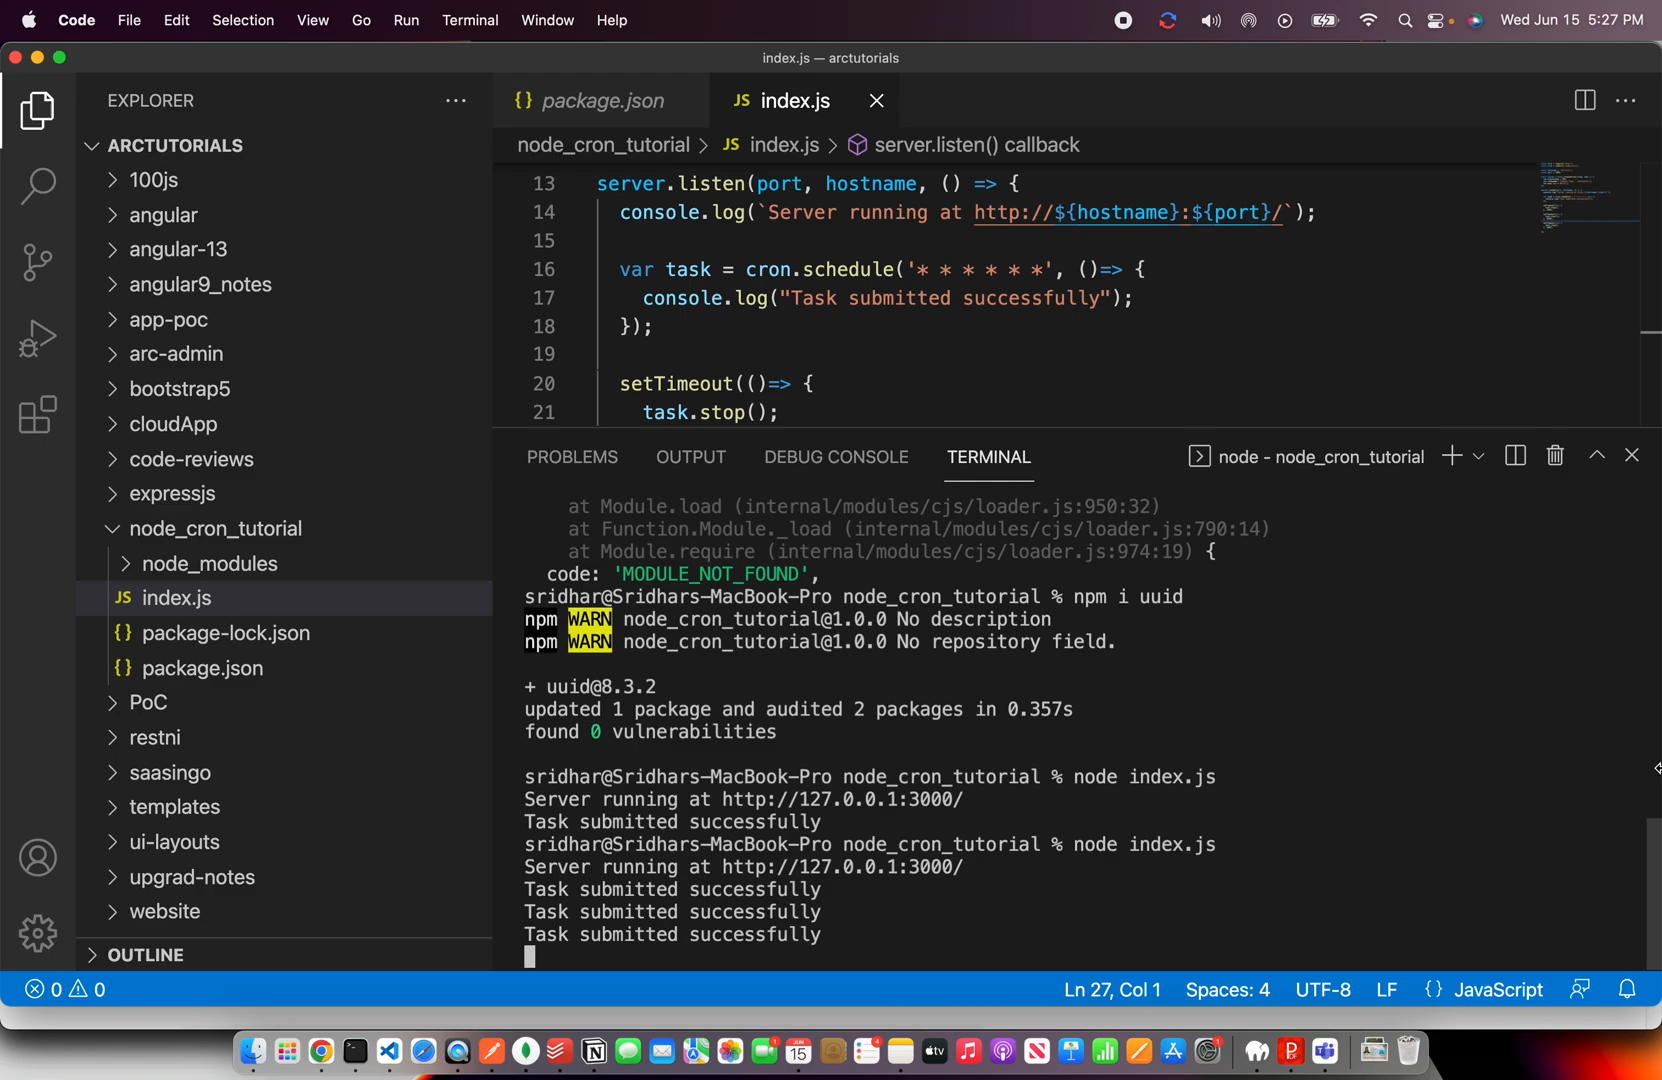 Code File Edit Selection View Go Run Terminal Window Help Wed Jun 15 5:27 PM
index.js — arctutorials
EXPLORER
ARCTUTORIALS
100js
angular
angular-13
angular9_notes
app-poc
arc-admin
bootstrap5
cloudApp
code-reviews
expressjs
node_cron_tutorial
node_modules
JS index.js
{} package-lock.json
{} package.json
PoC
restni
saasingo
templates
ui-layouts
upgrad-notes
website
OUTLINE
{} package.json JS index.js
node_cron_tutorial > JS index.js > server.listen() callback
13 server.listen(port, hostname, () => {
14 console.log(`Server running at http://${hostname}:${port}/`);
15
16 var task = cron.schedule('* * * * * *', ()=> {
17 console.log("Task submitted successfully");
18 });
19
20 setTimeout(()=> {
21 task.stop();
PROBLEMS OUTPUT DEBUG CONSOLE TERMINAL node - node_cron_tutorial
at Module.load (internal/modules/cjs/loader.js:950:32)
at Function.Module._load (internal/modules/cjs/loader.js:790:14)
at Module.require (internal/modules/cjs/loader.js:974:19) {
code: 'MODULE_NOT_FOUND',
sridhar@Sridhars-MacBook-Pro node_cron_tutorial % npm i uuid
npm WARN node_cron_tutorial@1.0.0 No description
npm WARN node_cron_tutorial@1.0.0 No repository field.
+ uuid@8.3.2
updated 1 package and audited 2 packages in 0.357s
found 0 vulnerabilities
sridhar@Sridhars-MacBook-Pro node_cron_tutorial % node index.js
Server running at http://127.0.0.1:3000/
Task submitted successfully
sridhar@Sridhars-MacBook-Pro node_cron_tutorial % node index.js
Server running at http://127.0.0.1:3000/
Task submitted successfully
Task submitted successfully
Task submitted successfully
0 0 Ln 27, Col 1 Spaces: 4 UTF-8 LF {} JavaScript